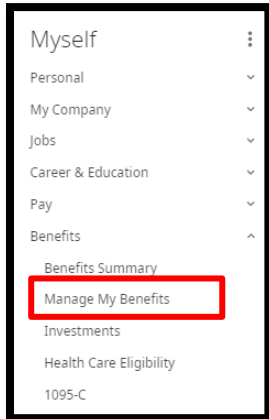 Myself
Personal
My Company
Jobs
Career & Education
Pay
Benefits
Benefits Summary
Manage My Benefits
Investments
Health Care Eligibility
1095-C